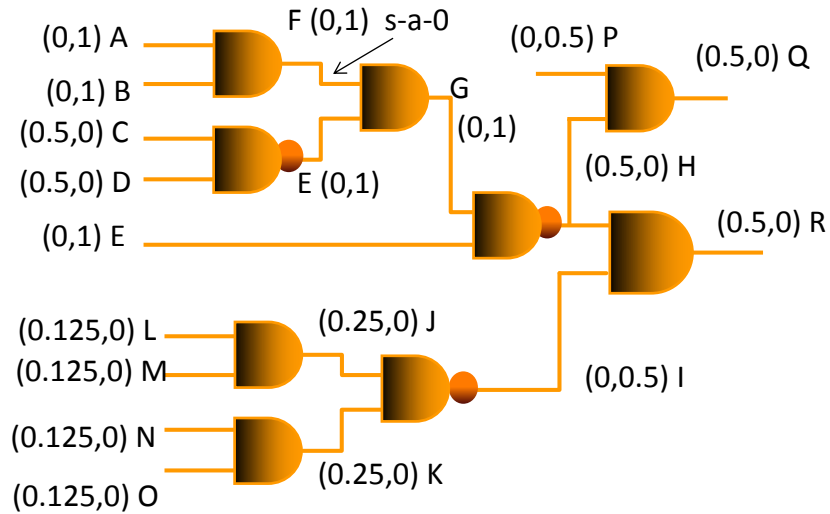 (0,1) A
F (0,1) s-a-0
(0,0.5) P
(0.5,0) Q
(0,1) B
G
(0,1)
(0.5,0) C
(0.5,0) D
E (0,1)
(0.5,0) H
(0,1) E
(0.5,0) R
(0.125,0) L
(0.25,0) J
(0.125,0) M
(0,0.5) I
(0.125,0) N
(0.25,0) K
(0.125,0) O